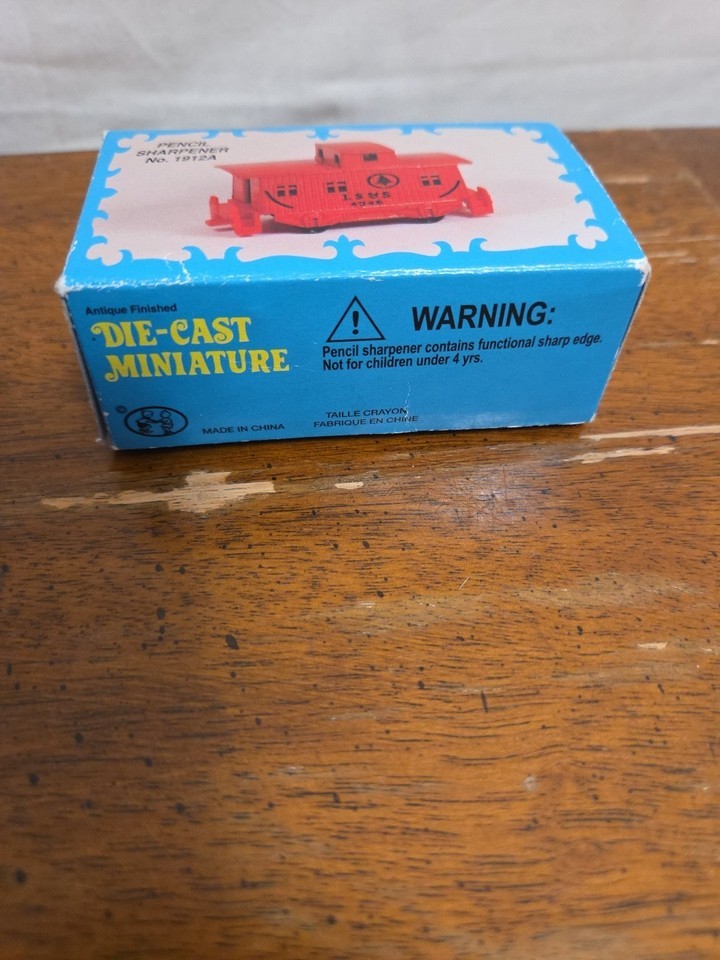 PENCIL
SHARPENER
No. 1912A
4346
Antique Finished
DIE-CAST
MINIATURE
WARNING:
Pencil sharpener contains functional sharp edge.
Not for children under 4 yrs.
©
MADE IN CHINA
TAILLE CRAYON
FABRIQUE EN CHINE